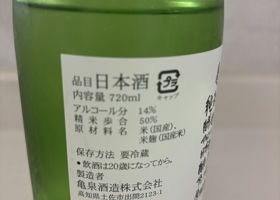 品目 日本酒
プラ
キャップ
内容量 720ml
アルコール分 14%
精米歩合 50%
原材料名 米(国産)、
米麹(国産米)
保存方法 要冷蔵
●飲酒は20歳になってから。
製造者
亀泉酒造株式会社
高知県土佐市出間2123-1